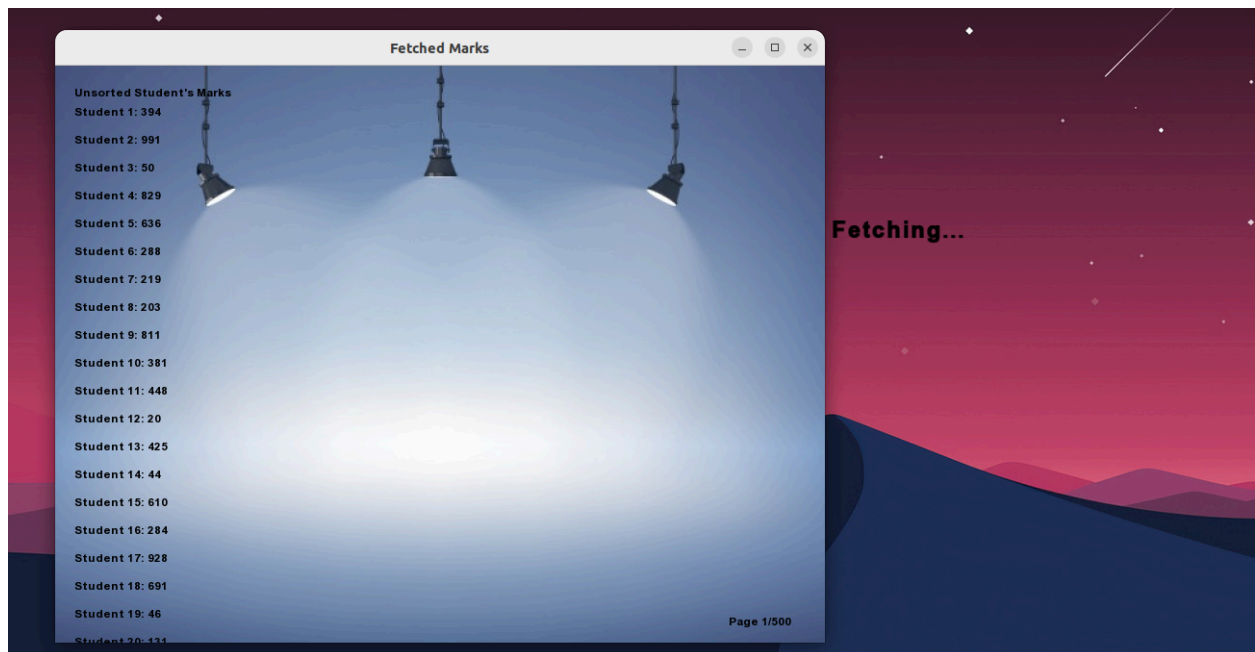 Fetched Marks
Unsorted Student's Marks
Student 1: 394
Student 2: 991
Student 3: 50
Student 4: 829
Student 5: 636
Student 6: 288
Student 7: 219
Student 8: 203
Student 9: 811
Student 10: 381
Student 11: 448
Student 12: 20
Student 13: 425
Student 14: 44
Student 15: 610
Student 16: 284
Student 17: 928
Student 18: 691
Student 19: 46
Student 20: 131
Page 1/500
Fetching...